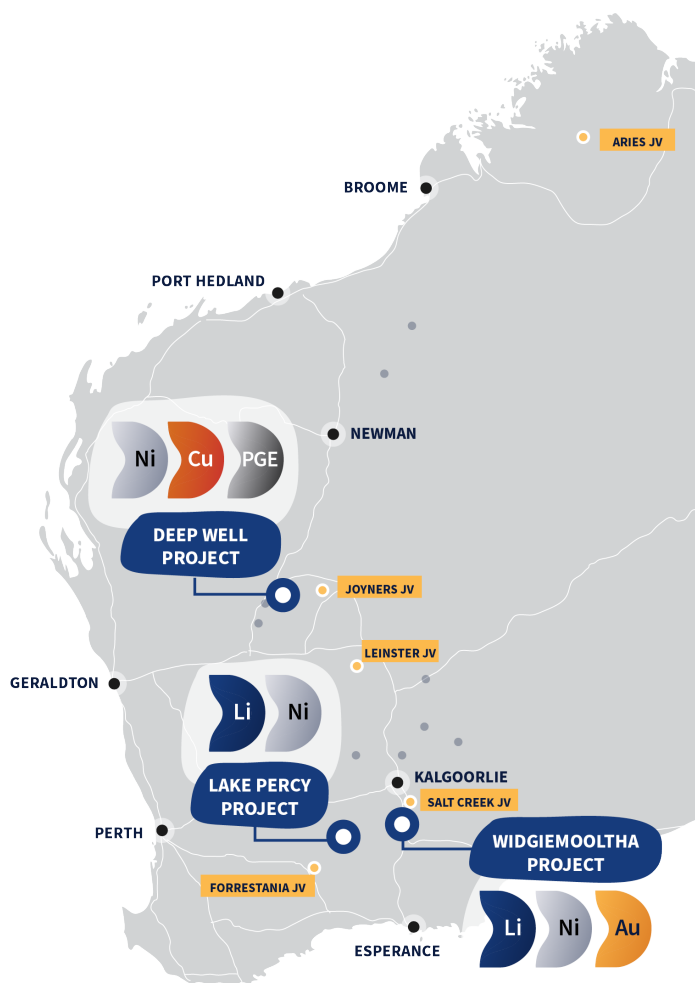 ARIES JV
BROOME
PORT HEDLAND
NEWMAN
Ni Cu PGE
DEEP WELL
PROJECT
JOYNERS JV
LEINSTER JV
GERALDTON
Li Ni
KALGOORLIE
LAKE PERCY
PROJECT
SALT CREEK JV
PERTH
WIDGIEMOOLTHA
PROJECT
FORRESTANIA JV
Li Ni Au
ESPERANCE